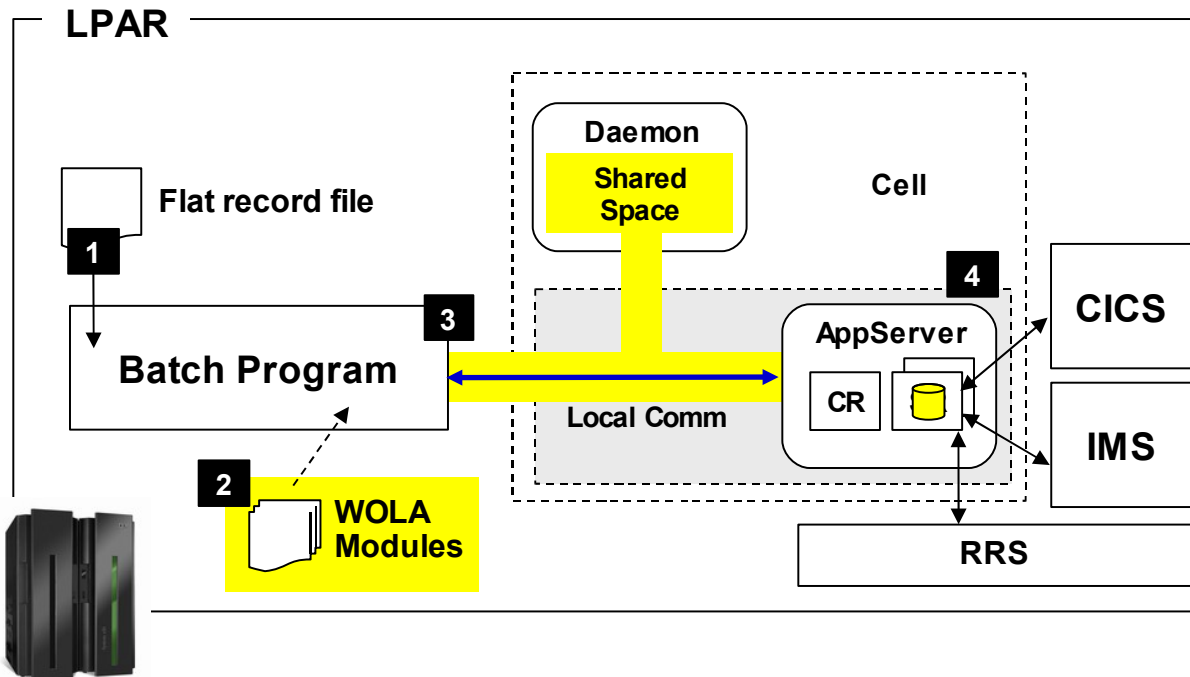 LPAR
Daemon
Shared
Space
Cell
Flat record file
1
4
3
CICS
AppServer
Batch Program
CR
Local Comm
IMS
2
WOLA
Modules
RRS